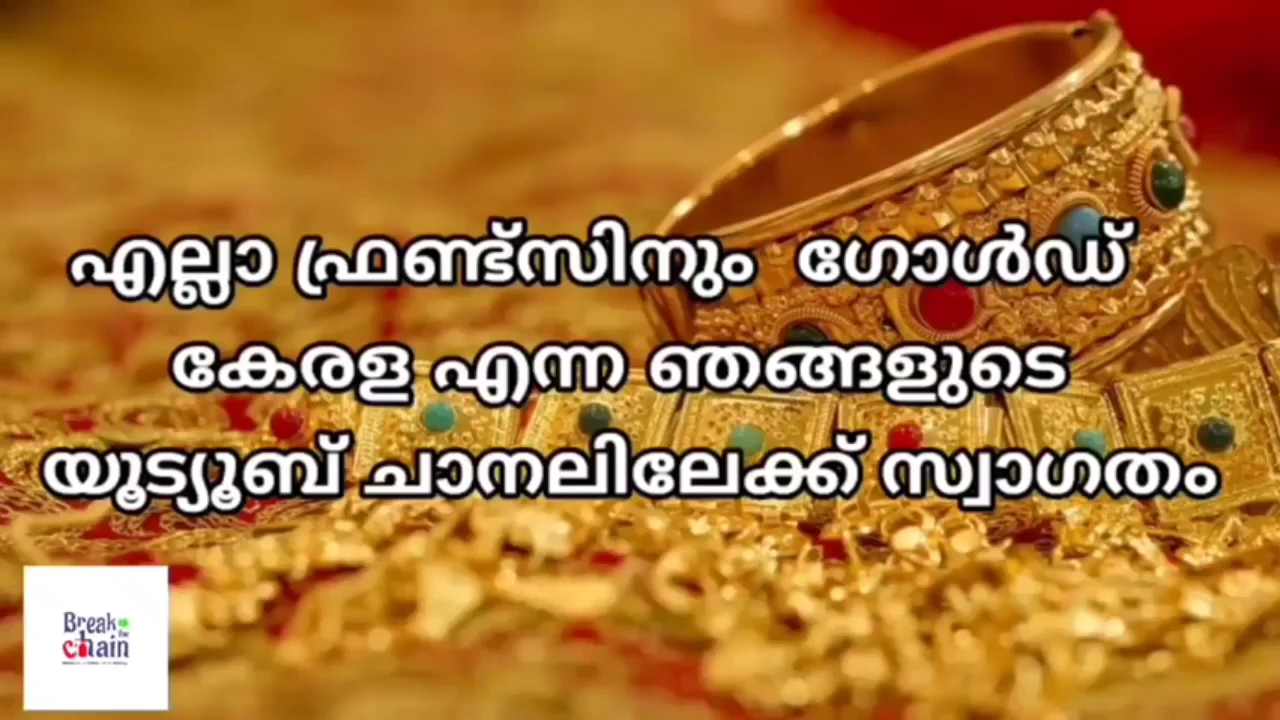 എല്ലാ ഫ്രണ്ട്സിനും ഗോൾഡ്
കേരള എന്ന ഞങ്ങളുടെ
യൂട്യൂബ് ചാനലിലേക്ക് സ്വാഗതം
Break the
chain